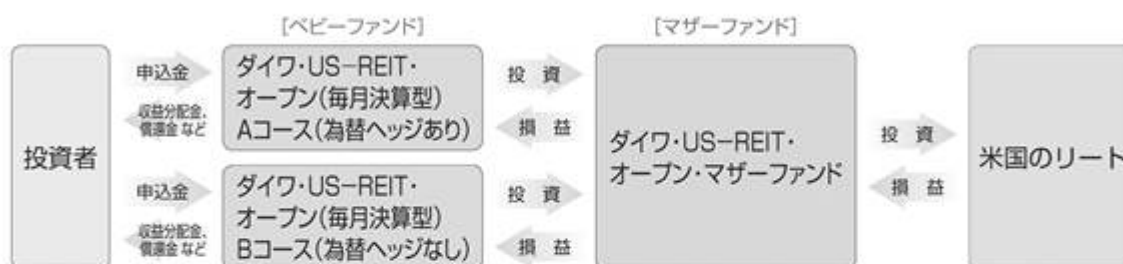 [ベビーファンド]
[マザーファンド]
投資者
申込金
収益分配金、
償還金 など
ダイワ・US-REIT・
オープン(毎月決算型)
Aコース(為替ヘッジあり)
投 資
損 益
申込金
収益分配金、
償還金 など
ダイワ・US-REIT・
オープン(毎月決算型)
Bコース(為替ヘッジなし)
投 資
損 益
ダイワ・US-REIT・
オープン・マザーファンド
投 資
損 益
米国のリート